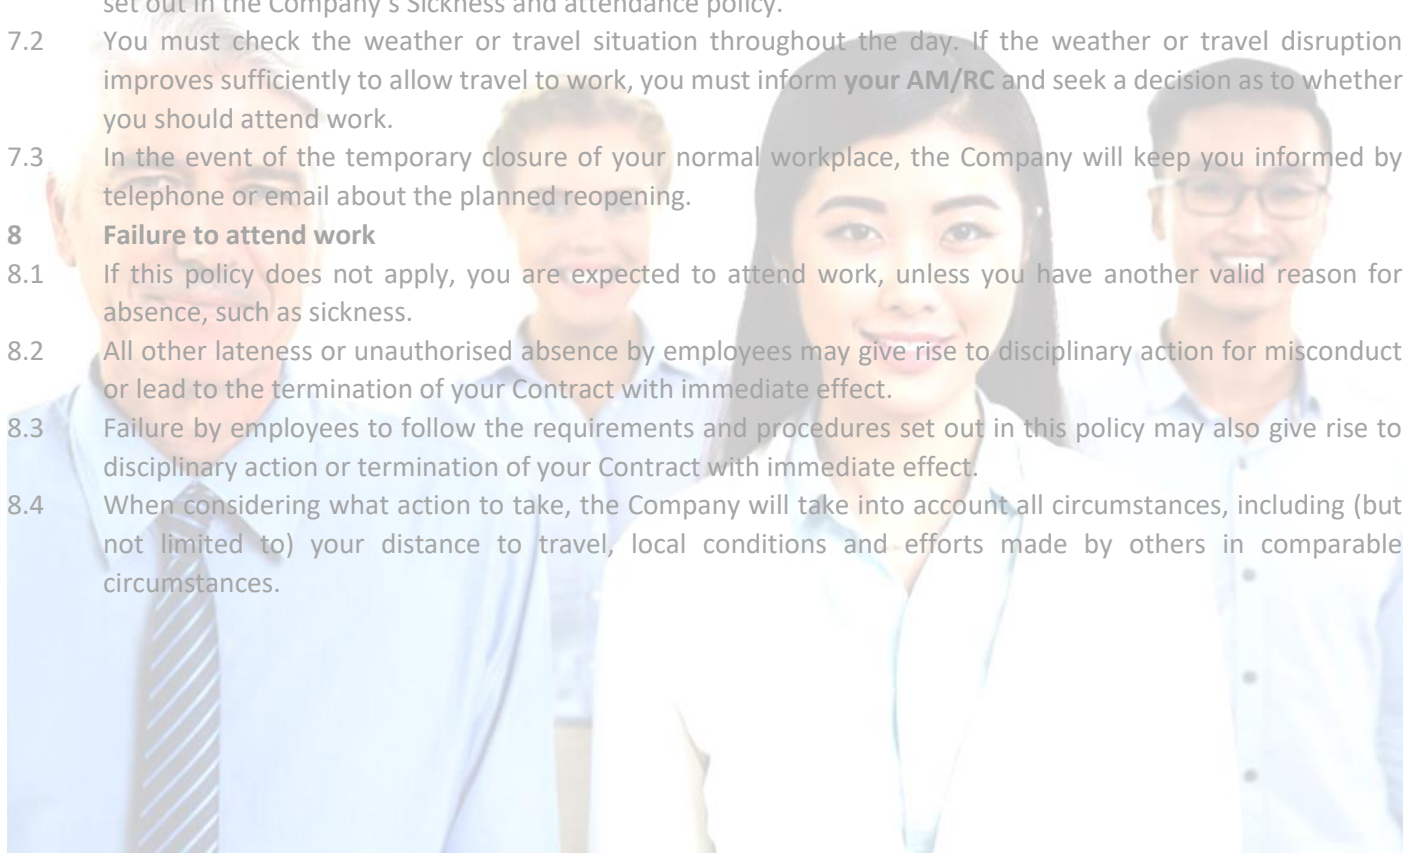 set out in the Company's Sickness and attendance policy.
7.2 You must check the weather or travel situation throughout the day. If the weather or travel disruption
improves sufficiently to allow travel to work, you must inform your AM/RC and seek a decision as to whether
you should attend work.
7.3 In the event of the temporary closure of your normal workplace, the Company will keep you informed by
telephone or email about the planned reopening.
8 Failure to attend work
8.1 If this policy does not apply, you are expected to attend work, unless you have another valid reason for
absence, such as sickness.
8.2 All other lateness or unauthorised absence by employees may give rise to disciplinary action for misconduct
or lead to the termination of your Contract with immediate effect.
8.3 Failure by employees to follow the requirements and procedures set out in this policy may also give rise to
disciplinary action or termination of your Contract with immediate effect.
8.4 When considering what action to take, the Company will take into account all circumstances, including (but
not limited to) your distance to travel, local conditions and efforts made by others in comparable
circumstances.